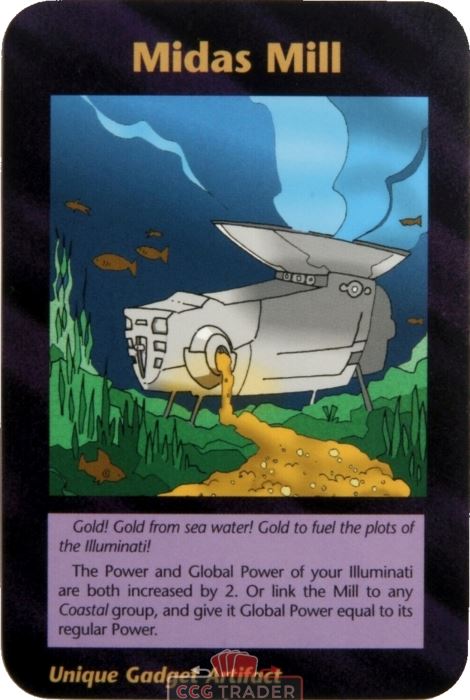 Midas Mill
Gold! Gold from sea water! Gold to fuel the plots of
the Illuminati!
The Power and Global Power of your Illuminati
are both increased by 2. Or link the Mill to any
Coastal group, and give it Global Power equal to its
regular Power.
Unique Gadget Artifact
CCG TRADER